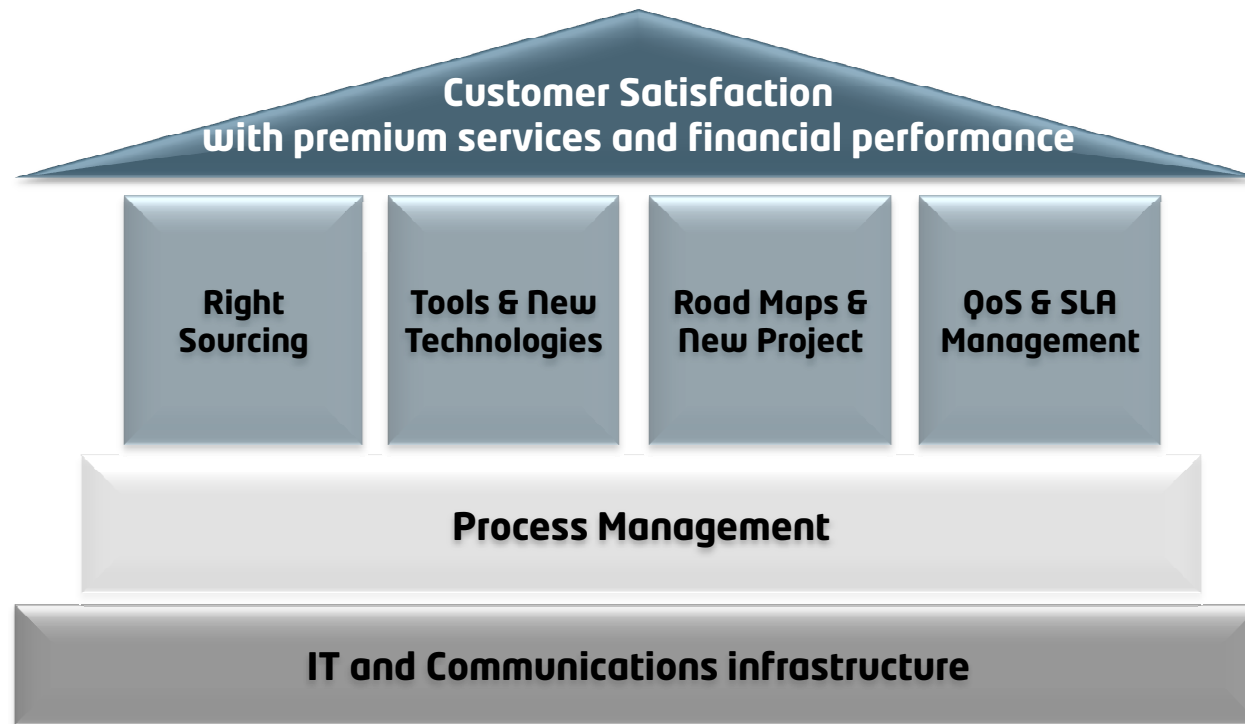 Customer Satisfaction
with premium services and financial performance
Right
Sourcing
Tools & New
Technologies
Road Maps &
New Project
QoS & SLA
Management
Process Management
IT and Communications infrastructure